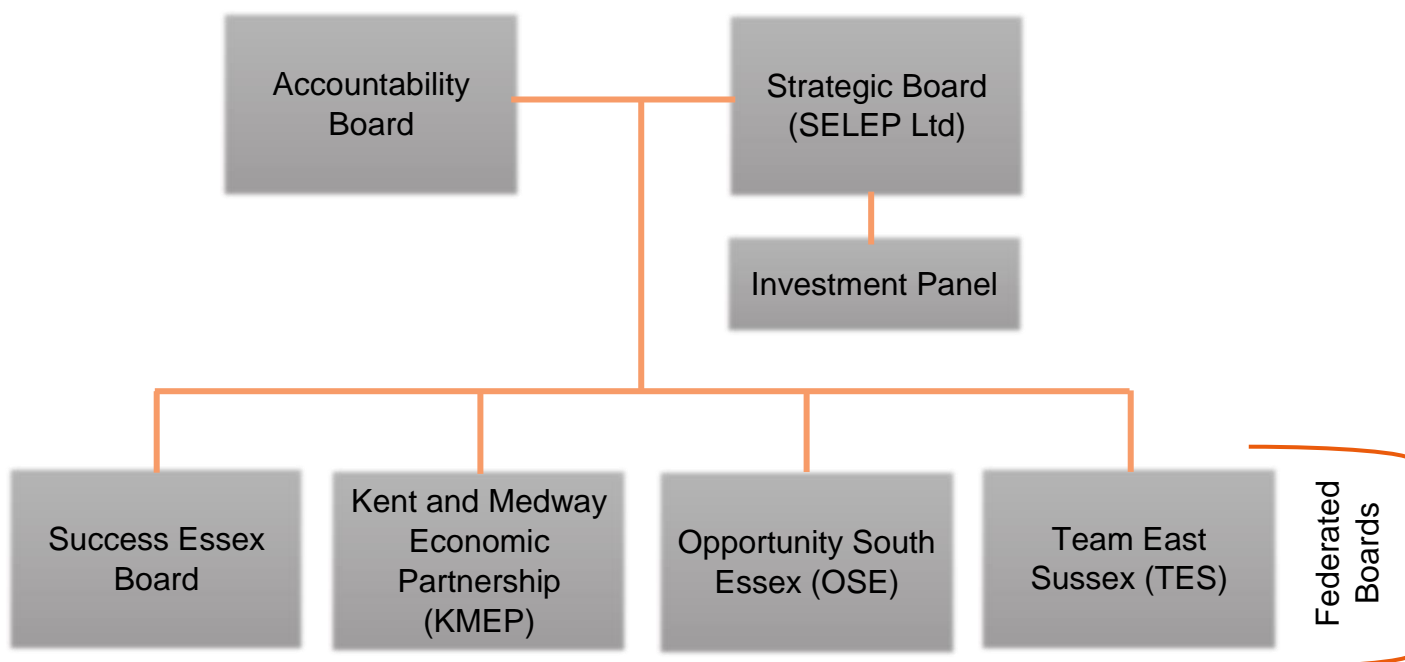 Accountability
Board
Strategic Board
(SELEP Ltd)
Investment Panel
Success Essex
Board
Kent and Medway
Economic
Partnership
(KMEP)
Opportunity South
Essex (OSE)
Team East
Sussex (TES)
Federated
Boards